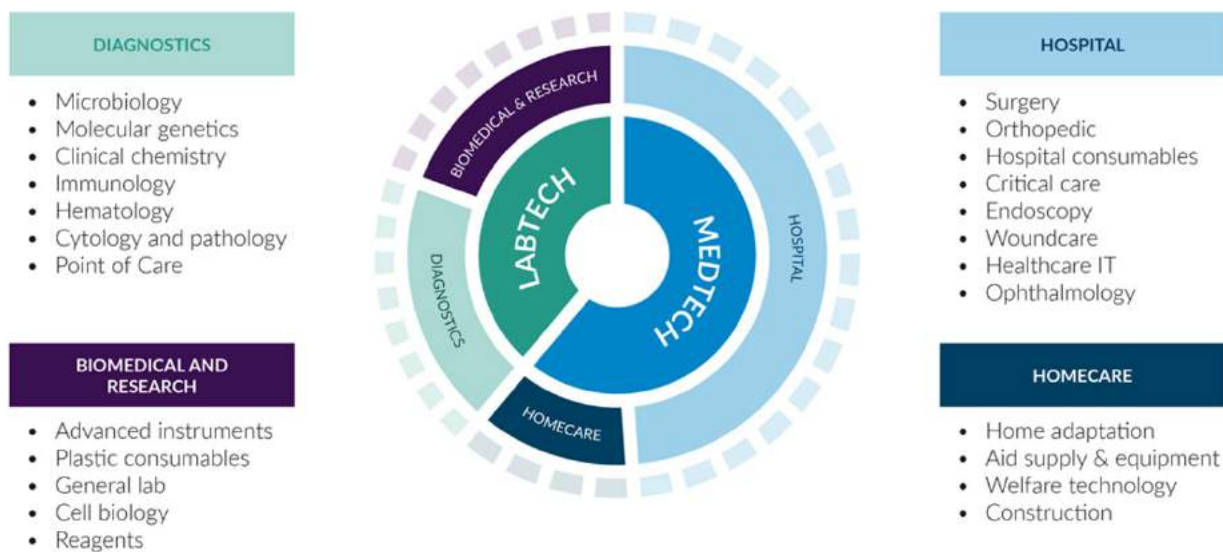 DIAGNOSTICS
• Microbiology
• Molecular genetics
• Clinical chemistry
• Immunology
• Hematology
• Cytology and pathology
• Point of Care
BIOMEDICAL AND
RESEARCH
• Advanced instruments
• Plastic consumables
• General lab
• Cell biology
• Reagents
BIOMEDICAL & RESEARCH
LABTECH
DIAGNOSTICS
MEDTECH
HOSPITAL
HOMECARE
HOSPITAL
• Surgery
• Orthopedic
• Hospital consumables
• Critical care
• Endoscopy
• Woundcare
• Healthcare IT
• Ophthalmology
HOMECARE
• Home adaptation
• Aid supply & equipment
• Welfare technology
• Construction